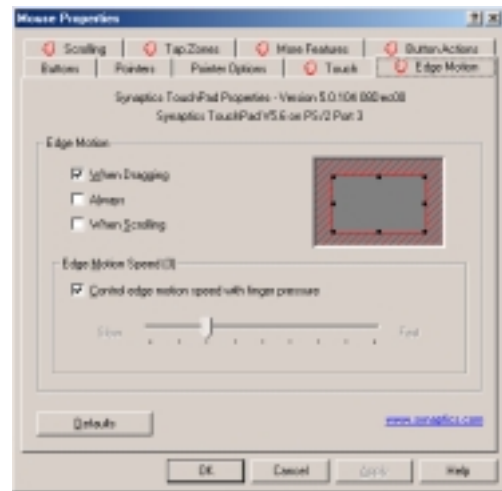 Mouse Properties
Scrolling
Tap Zones
More Features
Button Actions
Buttons
Pointers
Pointer Options
Touch
Edge Motion
Synaptics TouchPad Properties - Version 5.0.104 08Dec00
Synaptics TouchPad V5.6 on PS/2 Port 3
Edge Motion
When Dragging
Always
When Scrolling
Edge Motion Speed (3)
Control edge motion speed with finger pressure
Slow
Fast
Defaults
www.synaptics.com
OK
Cancel
Apply
Help